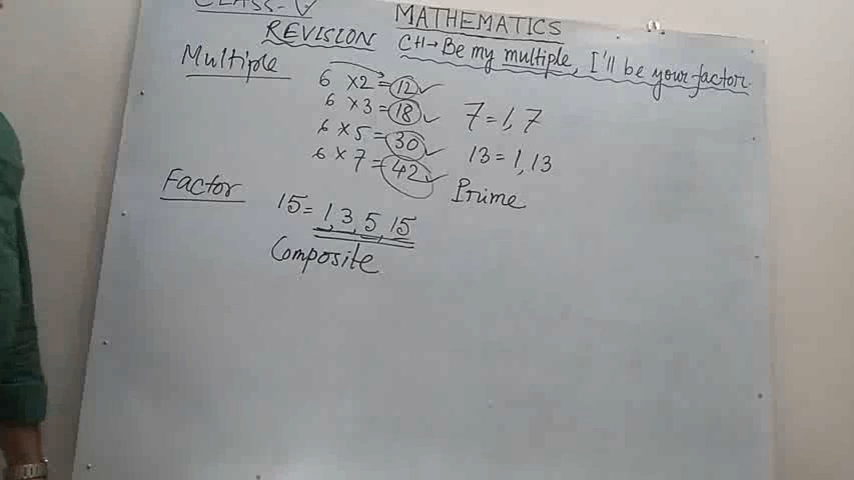 CLASS-V
MATHEMATICS
REVISION
CH→Be my multiple, I'll be your factor
Multiple
6 ×2=12✓
6 ×3=18✓
6 ×5=30✓
6 ×7=42✓
7=1,7
13=1,13
Prime
Factor
15=1,3,5,15
Composite